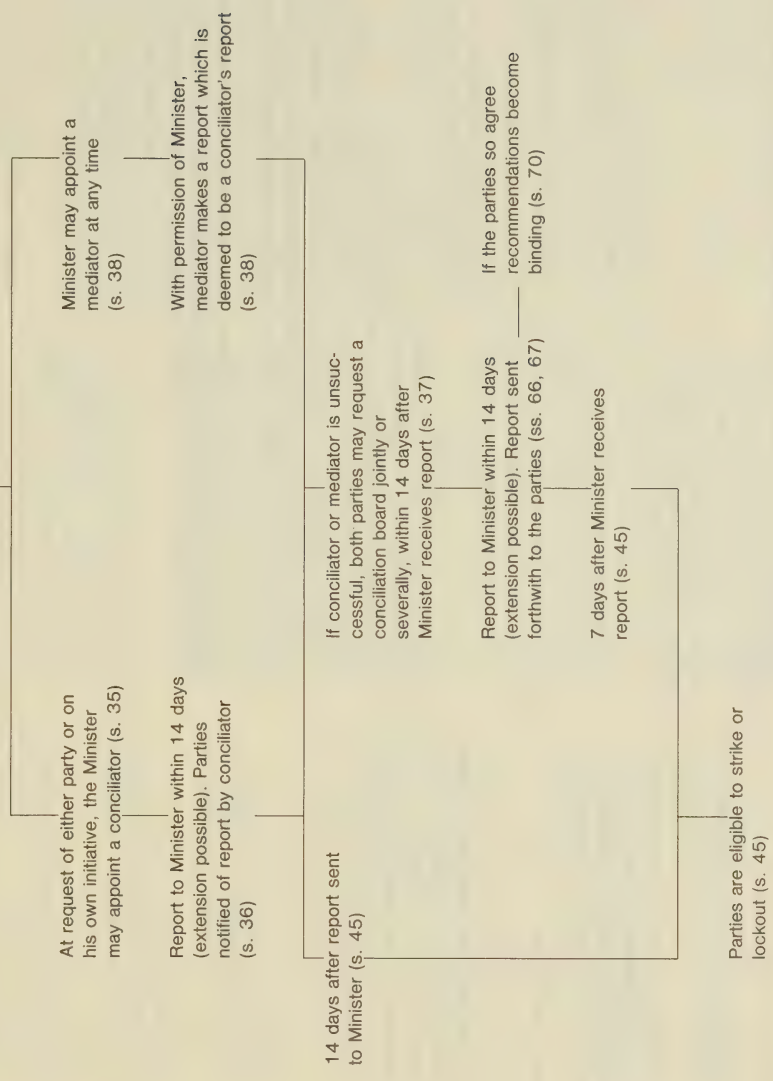 At request of either party or on
his own initiative, the Minister
may appoint a conciliator (s. 35)
Minister may appoint a
mediator at any time
(s. 38)
Report to Minister within 14 days
(extension possible). Parties
notified of report by conciliator
(s. 36)
With permission of Minister,
mediator makes a report which is
deemed to be a conciliator's report
(s. 38)
14 days after report sent
to Minister (s. 45)
If conciliator or mediator is unsuc-
cessful, both parties may request a
conciliation board jointly or
severally, within 14 days after
Minister receives report (s. 37)
Report to Minister within 14 days
(extension possible). Report sent
forthwith to the parties (ss. 66, 67)
If the parties so agree
recommendations become
binding (s. 70)
7 days after Minister receives
report (s. 45)
Parties are eligible to strike or
lockout (s. 45)